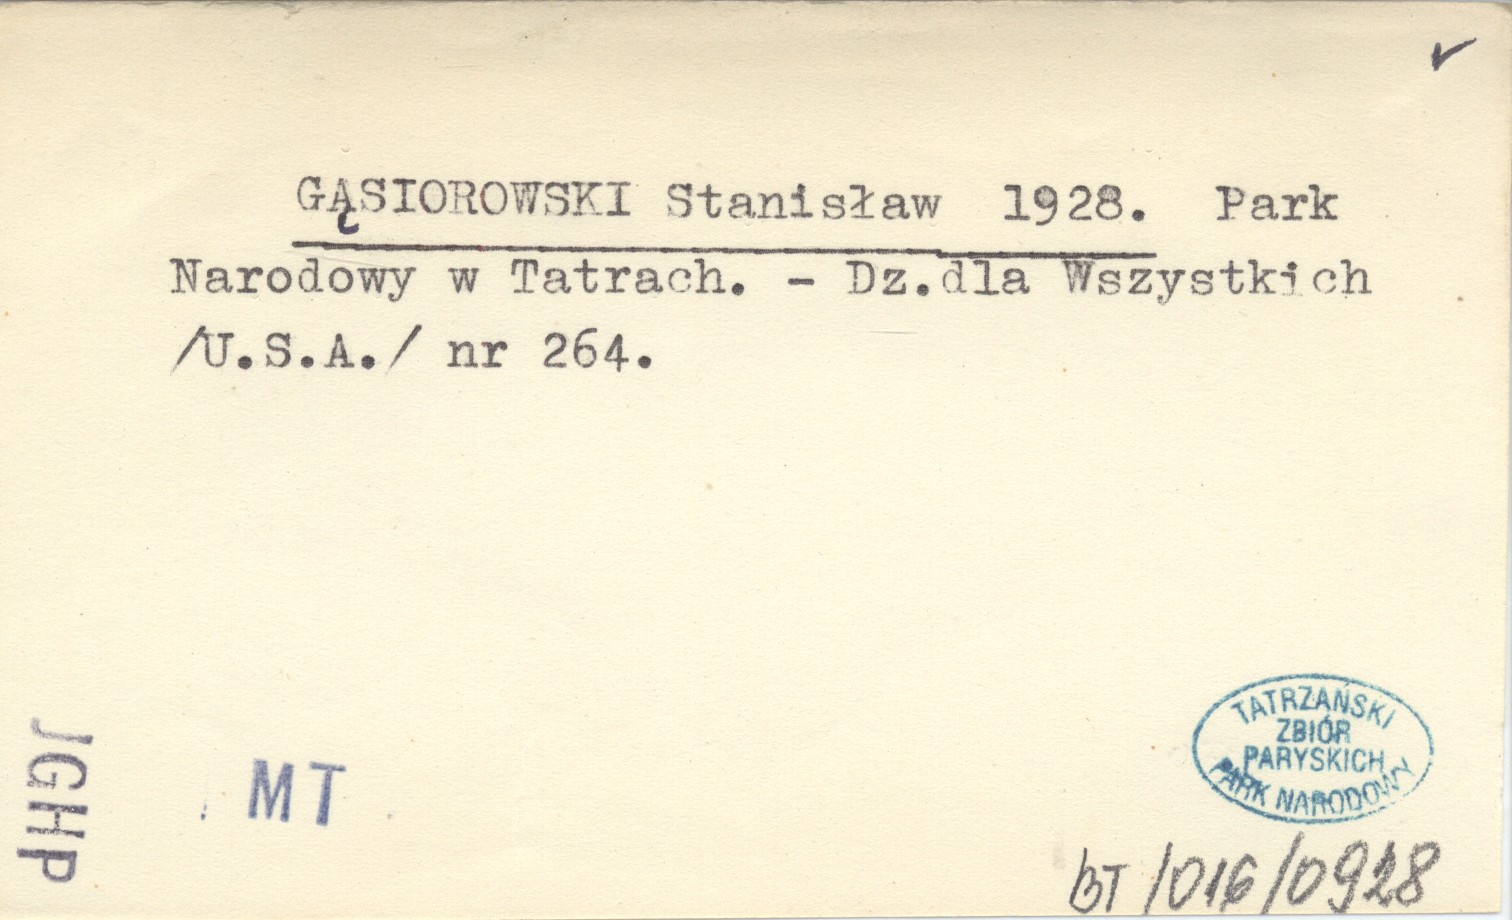 GĄSIOROWSKI Stanisław 1928. Park
Narodowy w Tatrach. - Dz.dla Wszystkich
/U.S.A./ nr 264.
JGHP
MT
TATRZAŃSKI
ZBIÓR
PARYSKICH
PARK NARODOWY
BT/016/0928